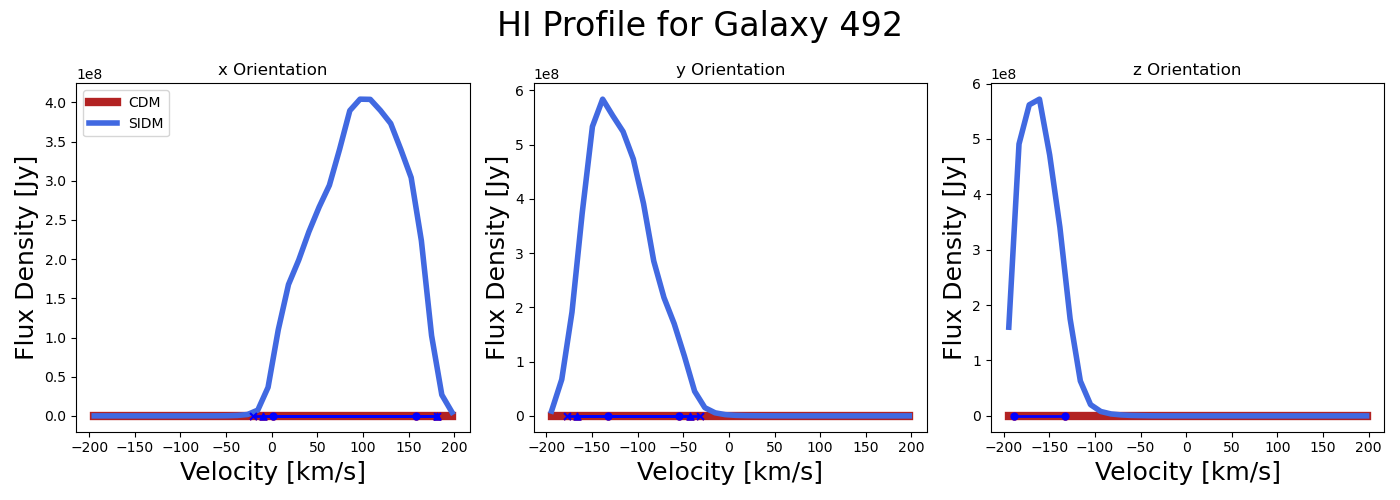 HI Profile for Galaxy 492
x Orientation
1e8
Flux Density [Jy]
4.0
3.5
3.0
2.5
2.0
1.5
1.0
0.5
0.0
CDM
SIDM
−200 −150 −100 −50 0 50 100 150 200
Velocity [km/s]
y Orientation
1e8
Flux Density [Jy]
6
5
4
3
2
1
0
−200 −150 −100 −50 0 50 100 150 200
Velocity [km/s]
z Orientation
1e8
Flux Density [Jy]
6
5
4
3
2
1
0
−200 −150 −100 −50 0 50 100 150 200
Velocity [km/s]